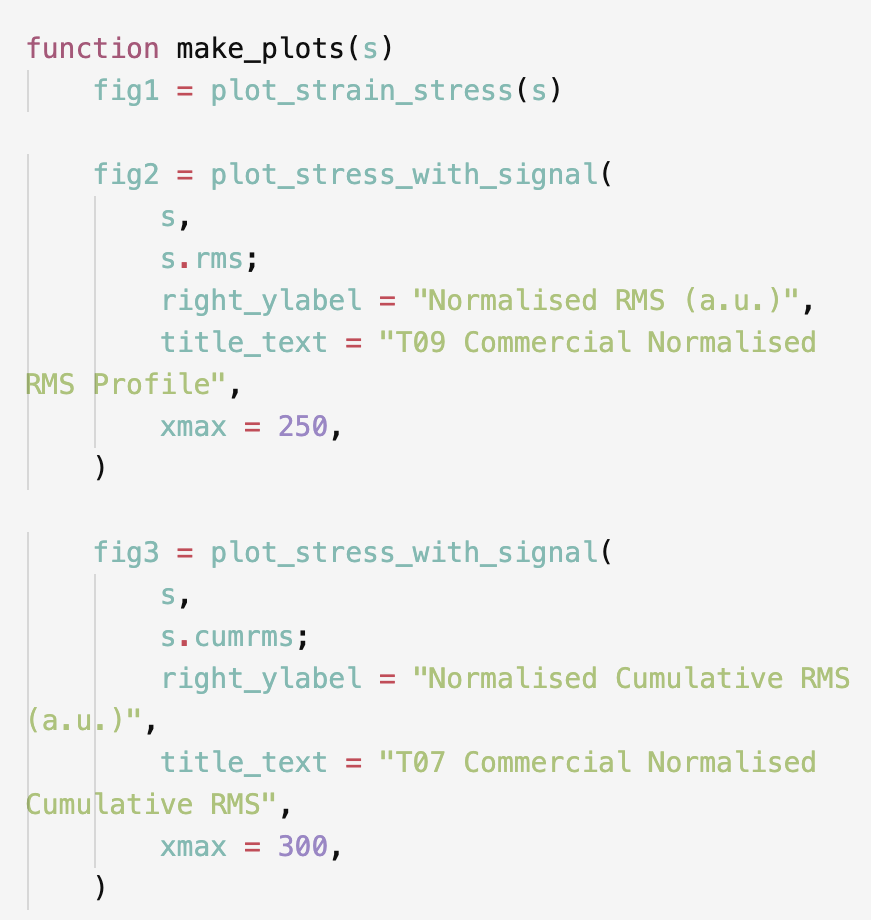 function make_plots(s)
    fig1 = plot_strain_stress(s)

    fig2 = plot_stress_with_signal(
        s,
        s.rms;
        right_ylabel = "Normalised RMS (a.u.)",
        title_text = "T09 Commercial Normalised
RMS Profile",
        xmax = 250,
    )

    fig3 = plot_stress_with_signal(
        s,
        s.cumrms;
        right_ylabel = "Normalised Cumulative RMS
(a.u.)",
        title_text = "T07 Commercial Normalised
Cumulative RMS",
        xmax = 300,
    )